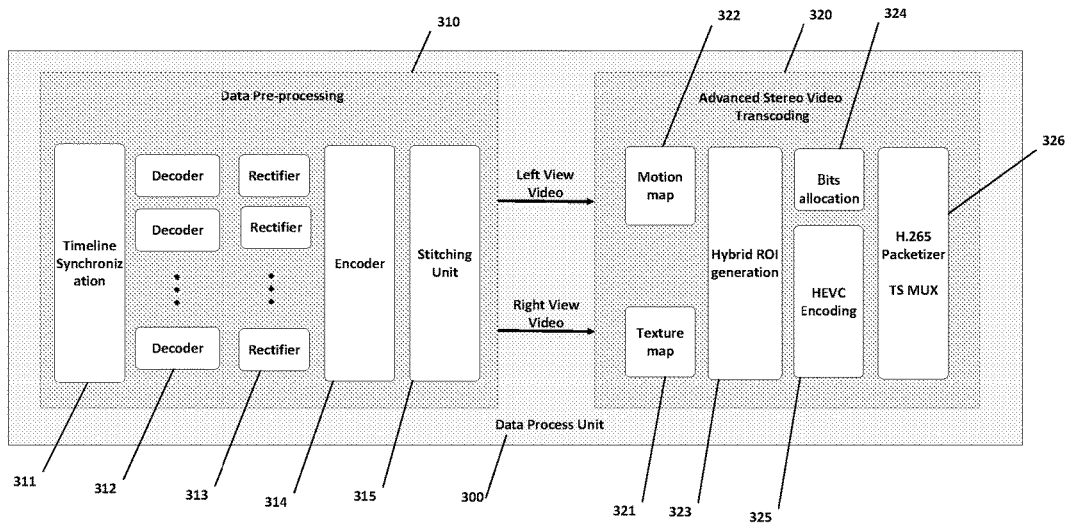 310
322
320
324
326
Data Pre-processing
Advanced Stereo Video
Transcoding
Timeline
Synchroniz
ation
Decoder
Decoder
Decoder
Rectifier
Rectifier
Rectifier
Encoder
Stitching
Unit
Left View
Video
Right View
Video
Motion
map
Texture
map
Hybrid ROI
generation
Bits
allocation
HEVC
Encoding
H.265
Packetizer
TS MUX
Data Process Unit
311
312
313
314
315
300
321
323
325